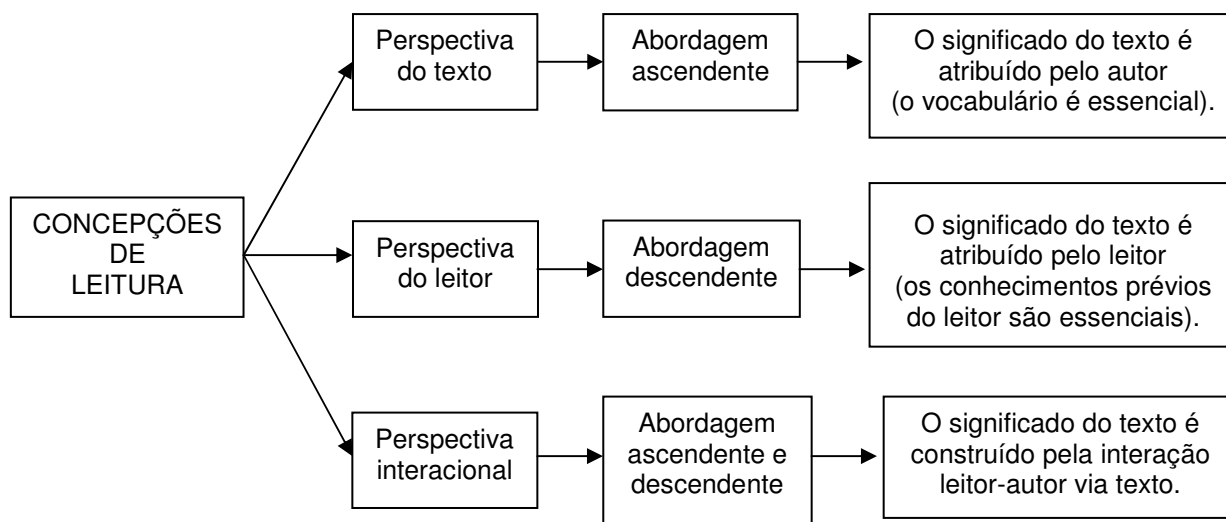 CONCEPÇÕES
DE
LEITURA
Perspectiva
do texto
Abordagem
ascendente
O significado do texto é
atribuído pelo autor
(o vocabulário é essencial).
Perspectiva
do leitor
Abordagem
descendente
O significado do texto é
atribuído pelo leitor
(os conhecimentos prévios
do leitor são essenciais).
Perspectiva
interacional
Abordagem
ascendente e
descendente
O significado do texto é
construído pela interação
leitor-autor via texto.